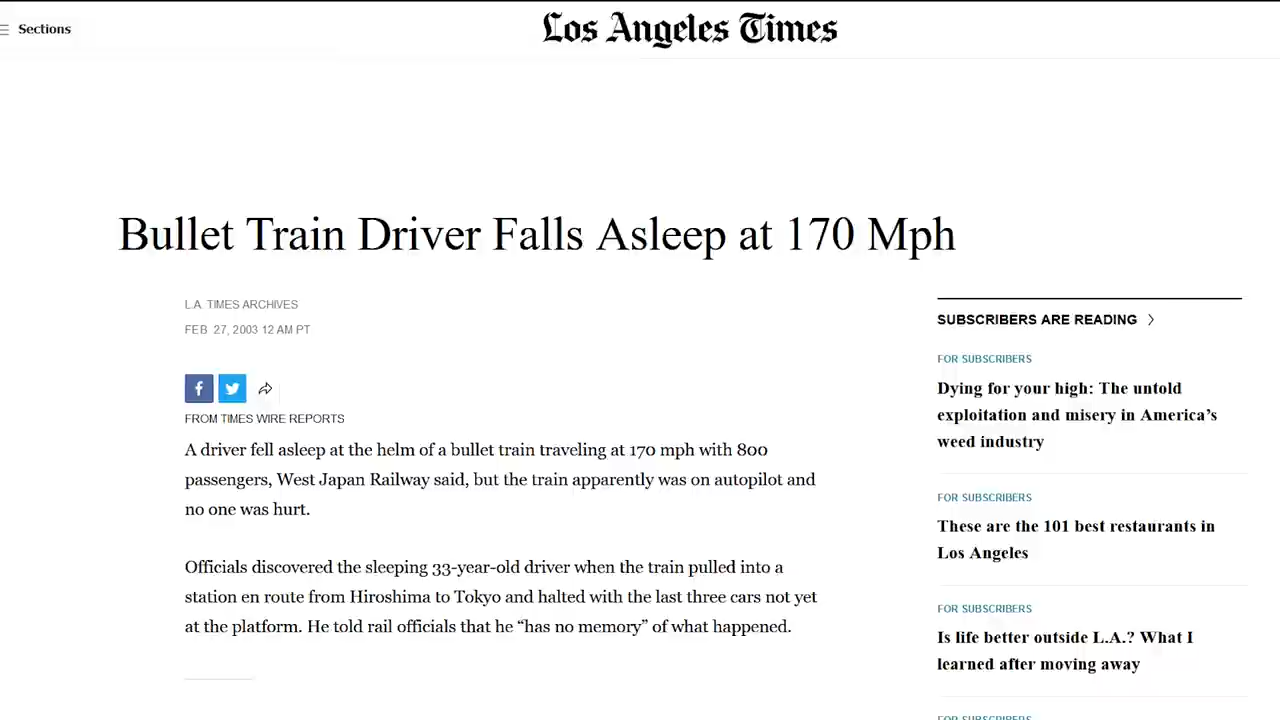 Sections
Los Angeles Times
Bullet Train Driver Falls Asleep at 170 Mph
L.A. TIMES ARCHIVES
FEB. 27, 2003 12 AM PT
FROM TIMES WIRE REPORTS
A driver fell asleep at the helm of a bullet train traveling at 170 mph with 800
passengers, West Japan Railway said, but the train apparently was on autopilot and
no one was hurt.
Officials discovered the sleeping 33-year-old driver when the train pulled into a
station en route from Hiroshima to Tokyo and halted with the last three cars not yet
at the platform. He told rail officials that he “has no memory” of what happened.
SUBSCRIBERS ARE READING
FOR SUBSCRIBERS
Dying for your high: The untold
exploitation and misery in America’s
weed industry
FOR SUBSCRIBERS
These are the 101 best restaurants in
Los Angeles
FOR SUBSCRIBERS
Is life better outside L.A.? What I
learned after moving away
FOR SUBSCRIBERS